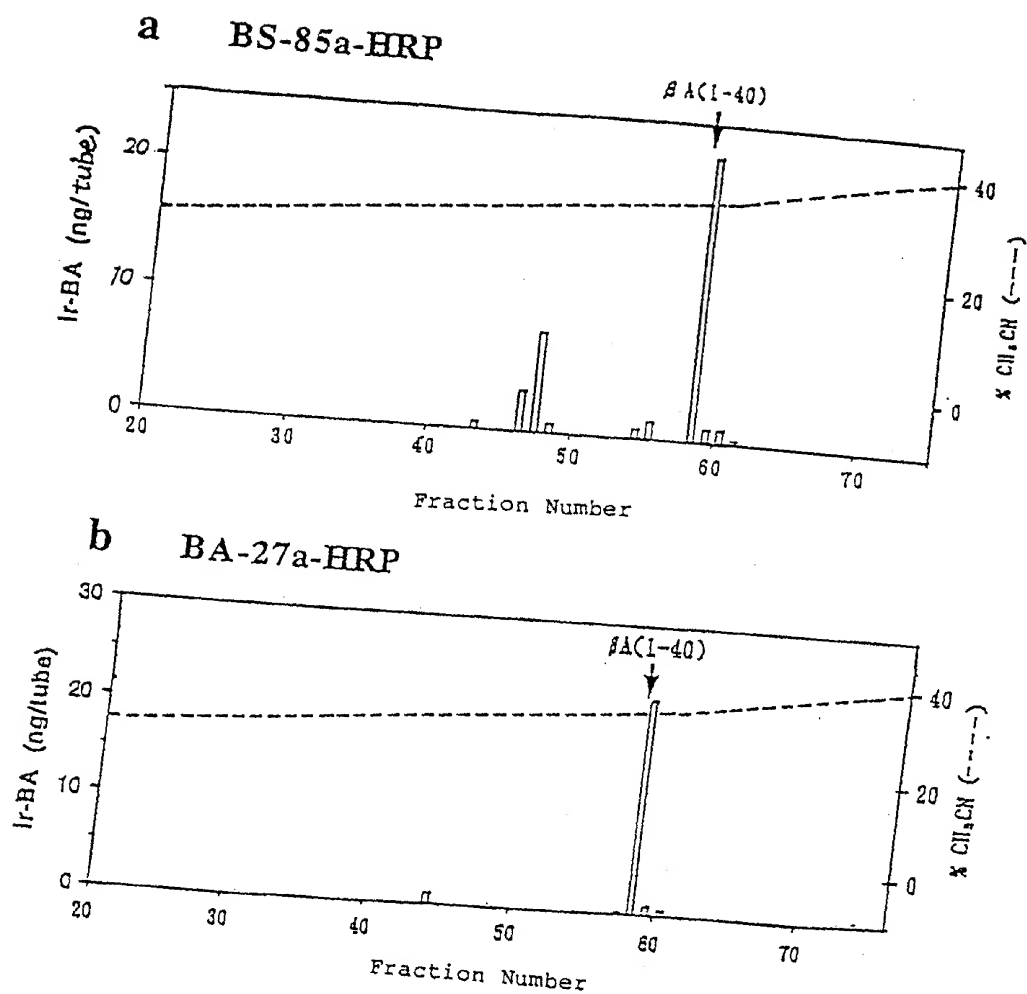 a BS-85a-HRP
β A(1-40)
Ir-BA (ng/tube)
20
10
0
40
20
0
% CH₃CN (----)
20 30 40 50 60 70
Fraction Number
b BA-27a-HRP
βA(1-40)
Ir-BA (ng/tube)
30
20
10
0
40
20
0
% CH₃CN (-----)
20 30 40 50 60 70
Fraction Number